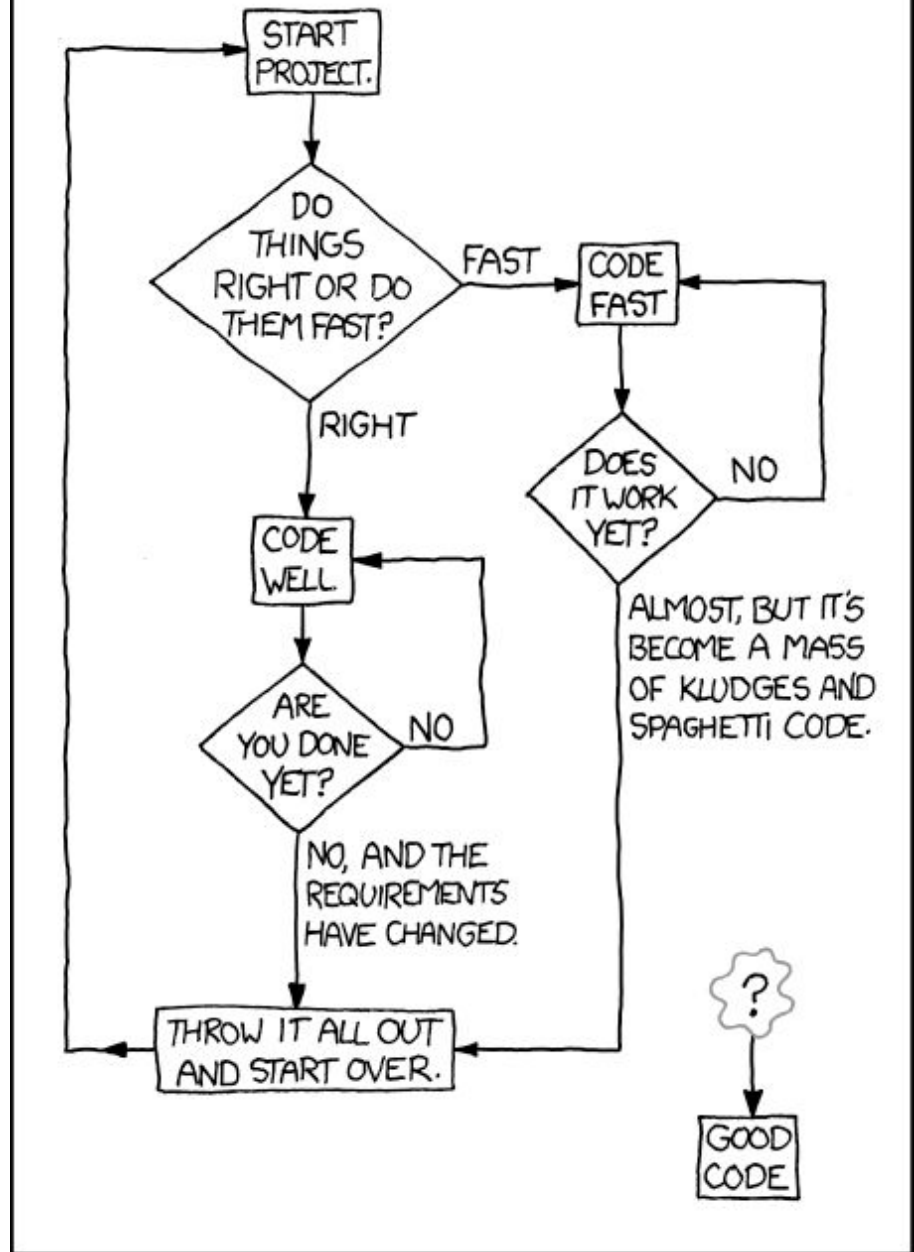 START
PROJECT.
DO
THINGS
RIGHT OR DO
THEM FAST?
FAST
CODE
FAST
RIGHT
DOES
IT WORK
YET?
NO
CODE
WELL.
ALMOST, BUT IT'S
BECOME A MASS
OF KLUDGES AND
SPAGHETTI CODE.
ARE
YOU DONE
YET?
NO
NO, AND THE
REQUIREMENTS
HAVE CHANGED.
THROW IT ALL OUT
AND START OVER.
?
GOOD
CODE